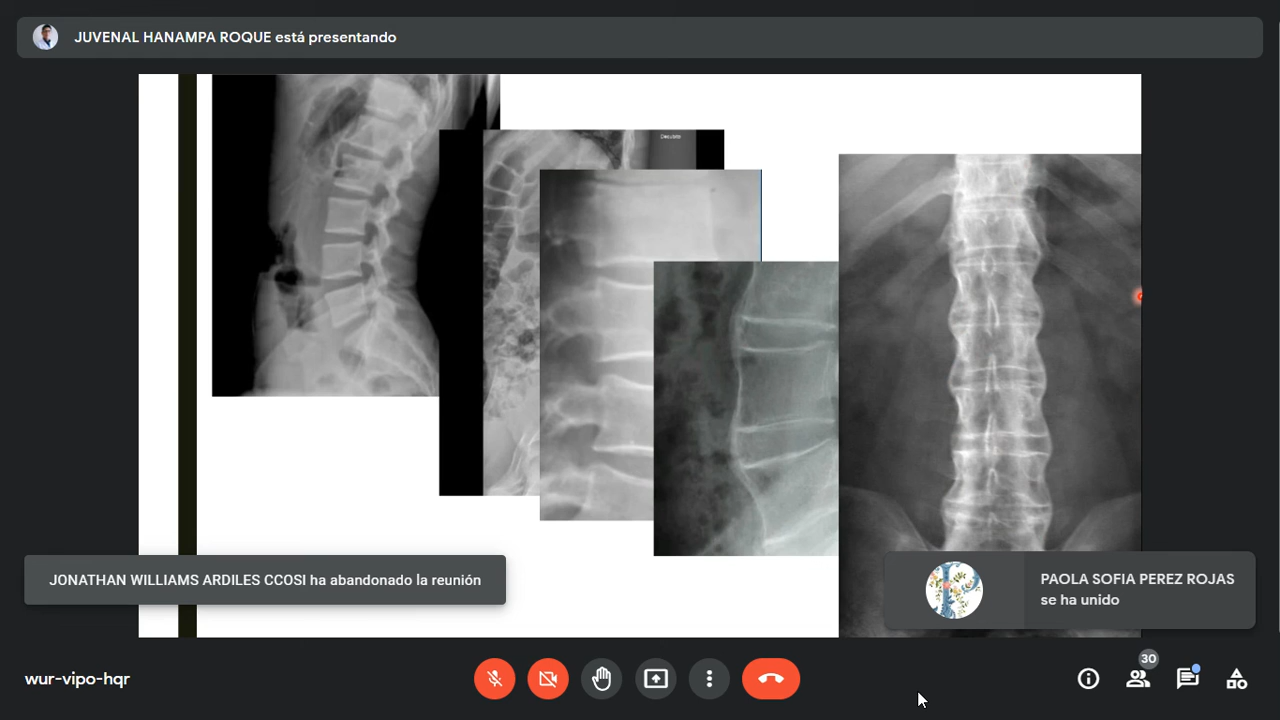 JUVENAL HANAMPA ROQUE está presentando
JONATHAN WILLIAMS ARDILES CCOSI ha abandonado la reunión
PAOLA SOFIA PEREZ ROJAS
se ha unido
wur-vipo-hqr
30